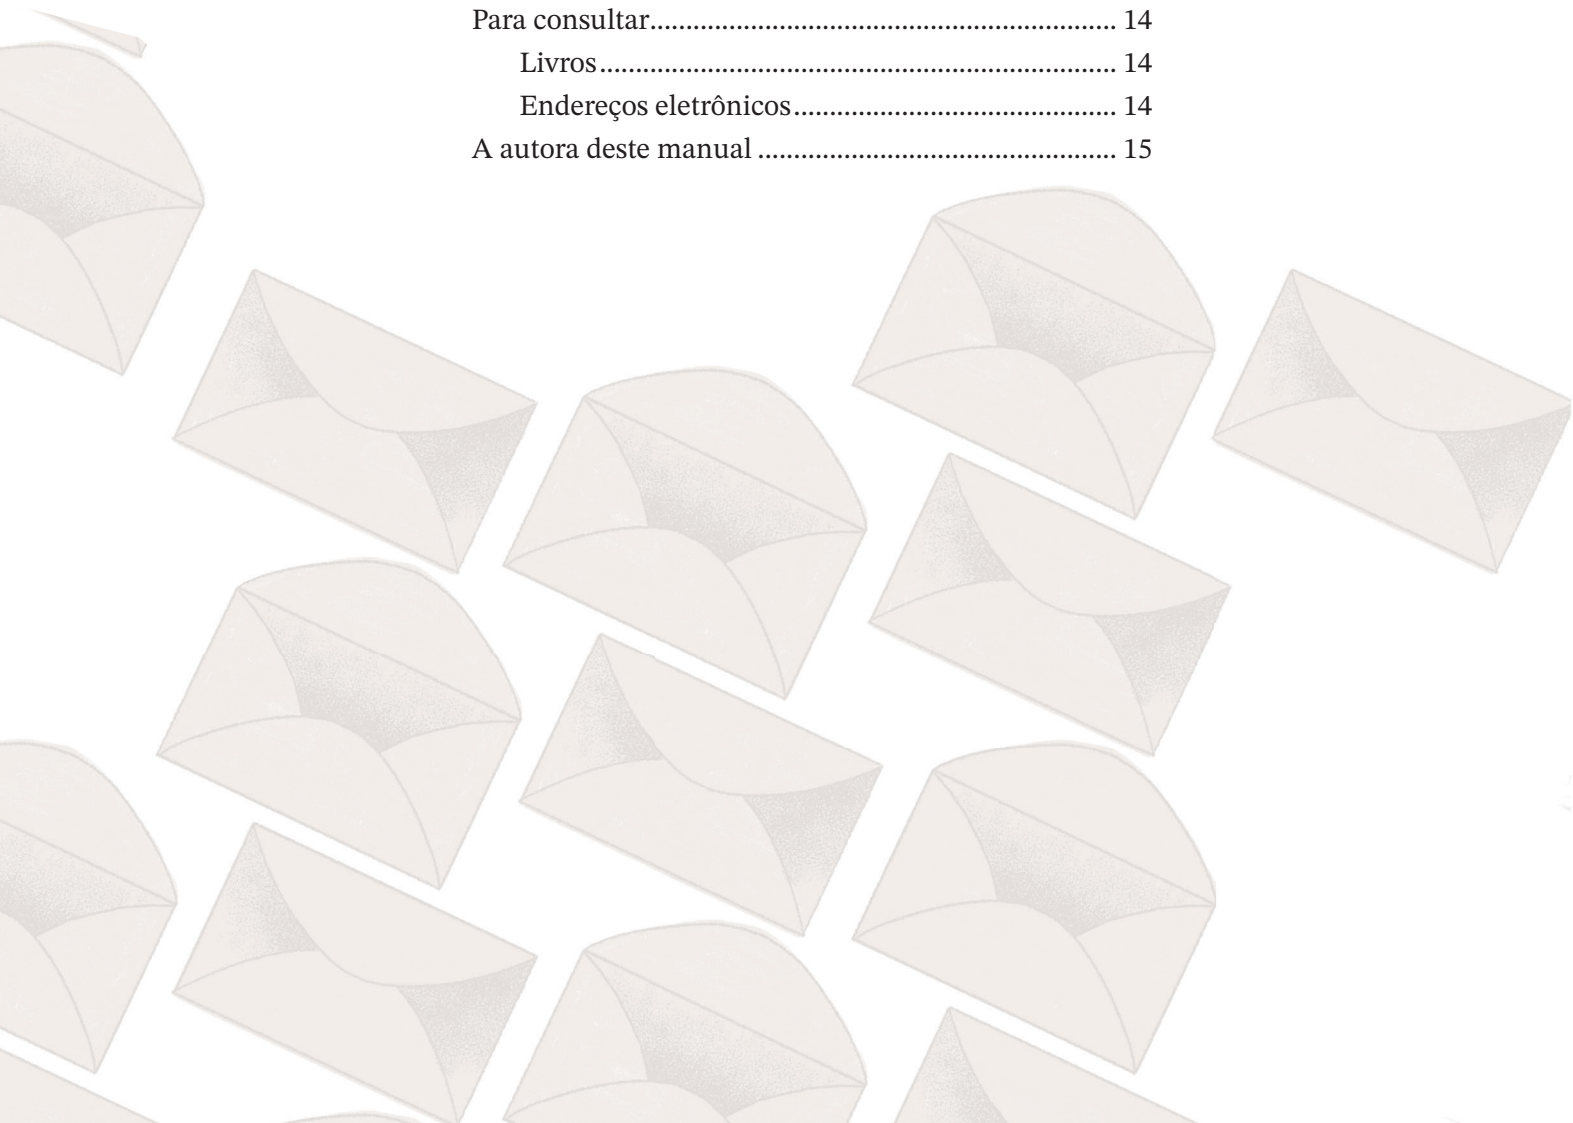 Para consultar................................................................ 14
Livros....................................................................... 14
Endereços eletrônicos............................................. 14
A autora deste manual .................................................. 15